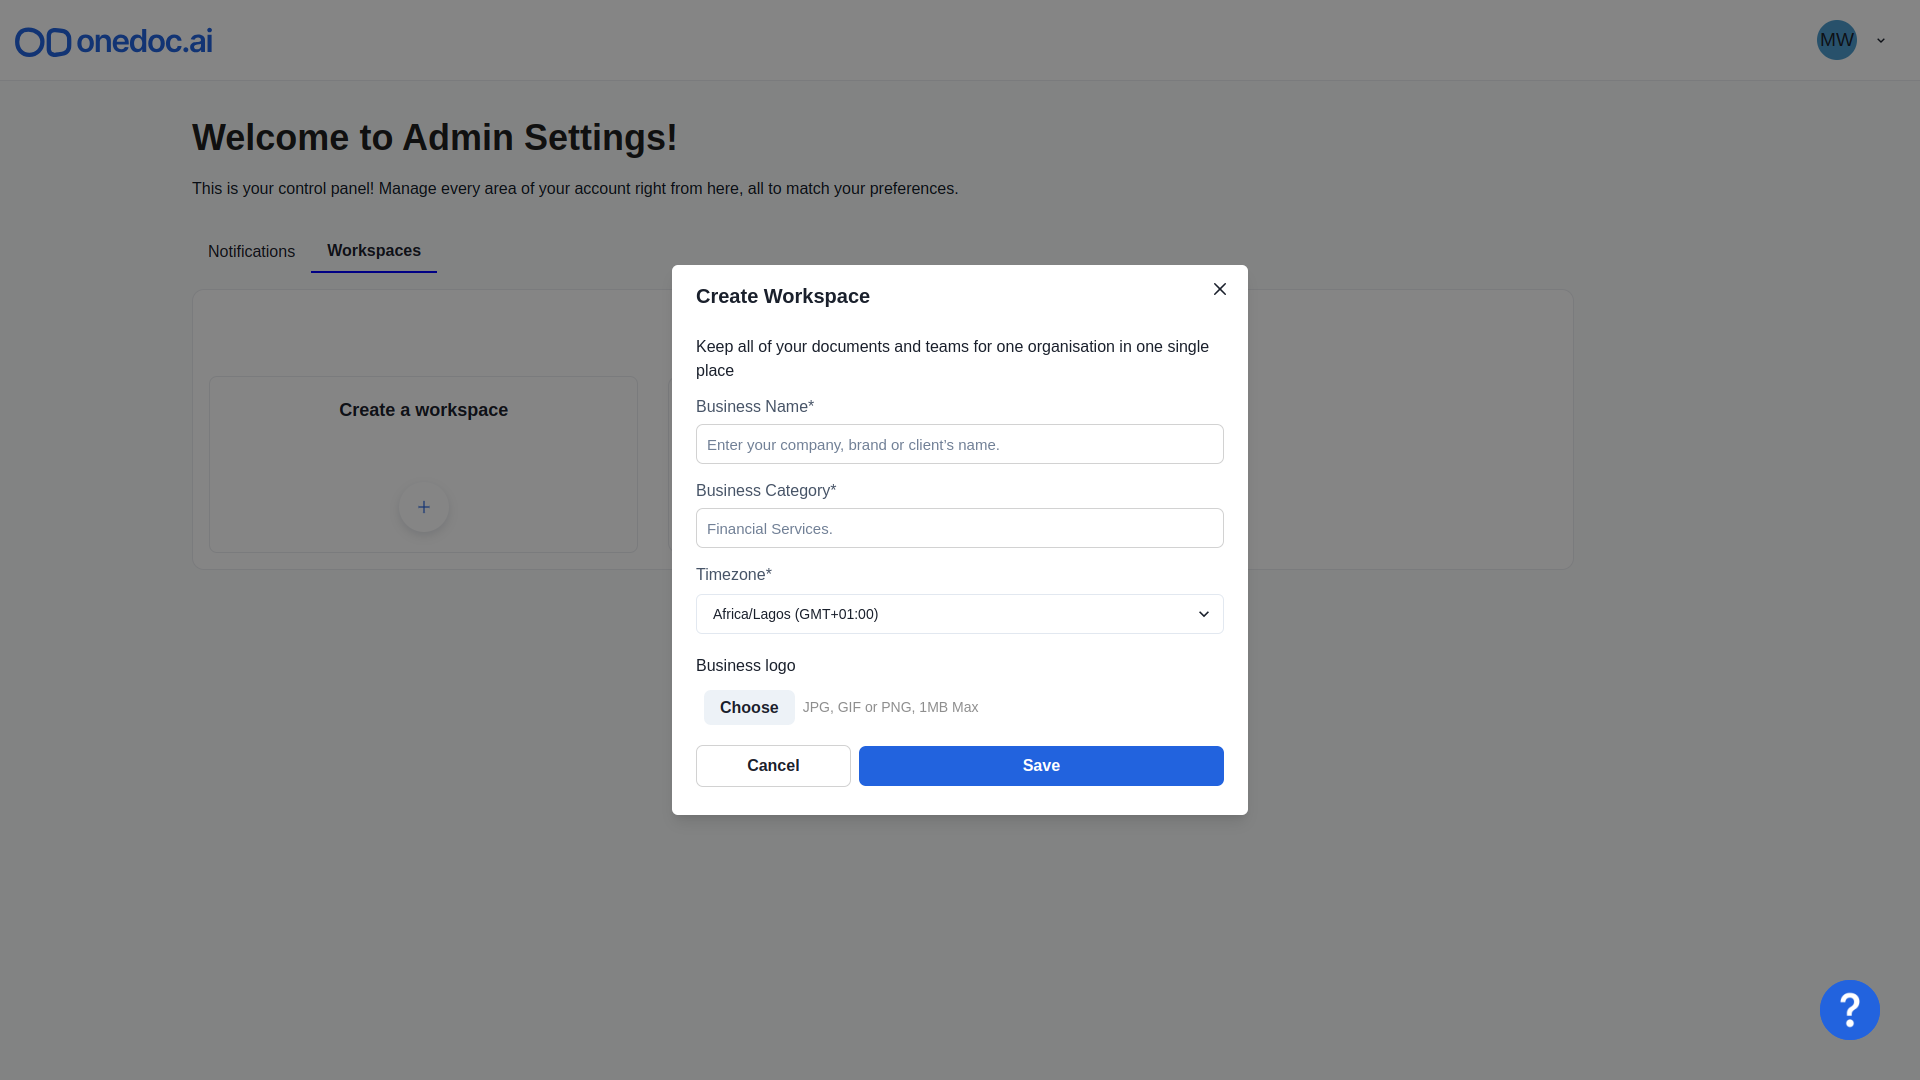 onedoc.ai
MW
Welcome to Admin Settings!
This is your control panel! Manage every area of your account right from here, all to match your preferences.
Notifications
Workspaces
Create a workspace
+
Create Workspace
Keep all of your documents and teams for one organisation in one single
place
Business Name*
Enter your company, brand or client's name.
Business Category*
Financial Services.
Timezone*
Africa/Lagos (GMT+01:00)
Business logo
Choose
JPG, GIF or PNG, 1MB Max
Cancel
Save
?